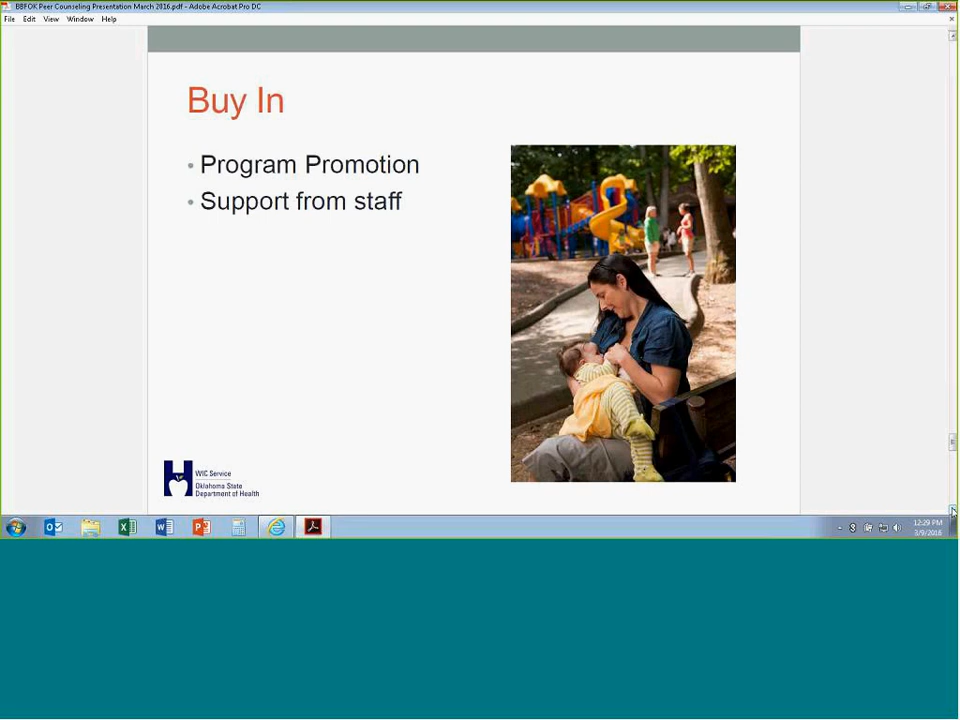 BBFOK Peer Counseling Presentation March 2016.pdf - Adobe Acrobat Pro DC
File Edit View Window Help
Buy In
• Program Promotion
• Support from staff
WIC Service
Oklahoma State
Department of Health
12:29 PM
3/9/2016